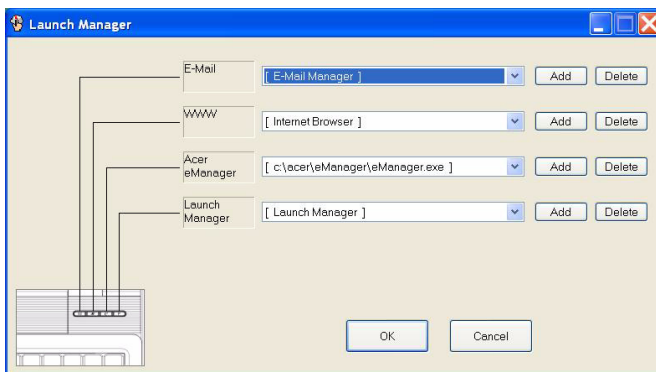 Launch Manager
E-Mail
[ E-Mail Manager ]
Add
Delete
WWW
[ Internet Browser ]
Add
Delete
Acer
eManager
[ c:\acer\eManager\eManager.exe ]
Add
Delete
Launch
Manager
[ Launch Manager ]
Add
Delete
OK
Cancel